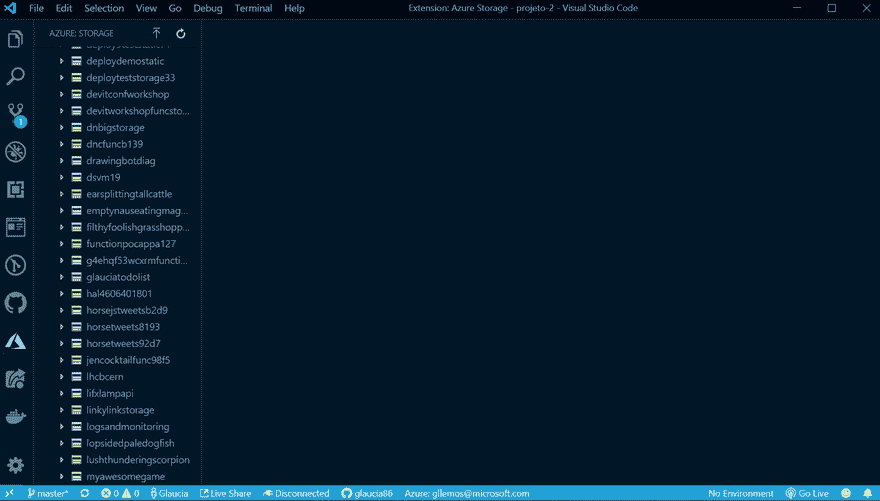 File Edit Selection View Go Debug Terminal Help
Extension: Azure Storage - projeto-2 - Visual Studio Code
AZURE: STORAGE
deploydemostatic
deployteststorage33
devitconfworkshop
devitworkshopfuncsto...
dnbigstorage
dncfuncb139
drawingbotdiag
dsvm19
earsplittingtallcattle
emptynauseatingmag...
filthyfoolishgrasshopp...
functionpocappa127
g4ehqf53wcxrmfuncti...
glauciatodolist
hal4606401801
horsejstweetsb2d9
horsetweets8193
horsetweets92d7
jencocktailfunc98f5
lhcbcern
lifxlampapi
linkylinkstorage
logsandmonitoring
lopsidedpaledogfish
lushthunderingscorpion
myawesomegame
1
master* 0 0 Glaucia Live Share Disconnected glaucia86 Azure: gllemos@microsoft.com No Environment Go Live